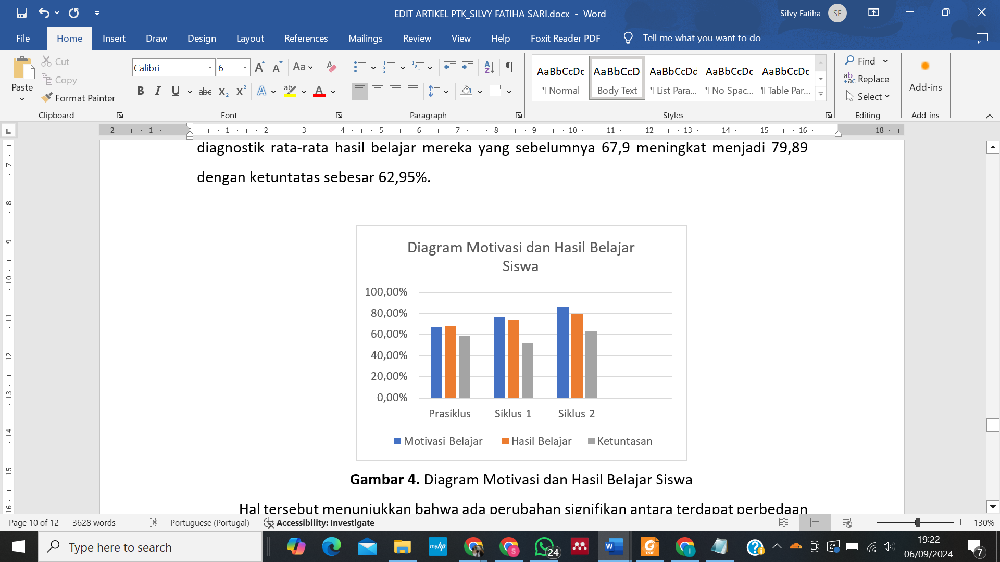 EDIT ARTIKEL PTK_SILVY FATIHA SARI.docx - Word
Silvy Fatiha
SF
File Home Insert Draw Design Layout References Mailings Review View Help Foxit Reader PDF Tell me what you want to do
Paste
Cut
Copy
Format Painter
Clipboard
Calibri 6
Font
Paragraph
AaBbCcDc AaBbCcD AaBbCcDc AaBbCcDc AaBbCcDc
¶ Normal Body Text ¶ List Para... ¶ No Spac... ¶ Table Par...
Styles
Find
Replace
Select
Editing
Add-ins
Add-ins
2 1 1 2 3 4 5 6 7 8 9 10 11 12 13 14 15 16 18
7
8
9
10
11
12
13
14
15
16
diagnostik rata-rata hasil belajar mereka yang sebelumnya 67,9 meningkat menjadi 79,89
dengan ketuntatas sebesar 62,95%.
Diagram Motivasi dan Hasil Belajar
Siswa
100,00%
80,00%
60,00%
40,00%
20,00%
0,00%
Prasiklus Siklus 1 Siklus 2
Motivasi Belajar Hasil Belajar Ketuntasan
Gambar 4. Diagram Motivasi dan Hasil Belajar Siswa
Hal tersebut menunjukkan bahwa ada perubahan signifikan antara terdapat perbedaan
Page 10 of 12 3628 words Portuguese (Portugal) Accessibility: Investigate 130%
Type here to search
myhp
S
24
W
PDF
I
19:22
06/09/2024
7